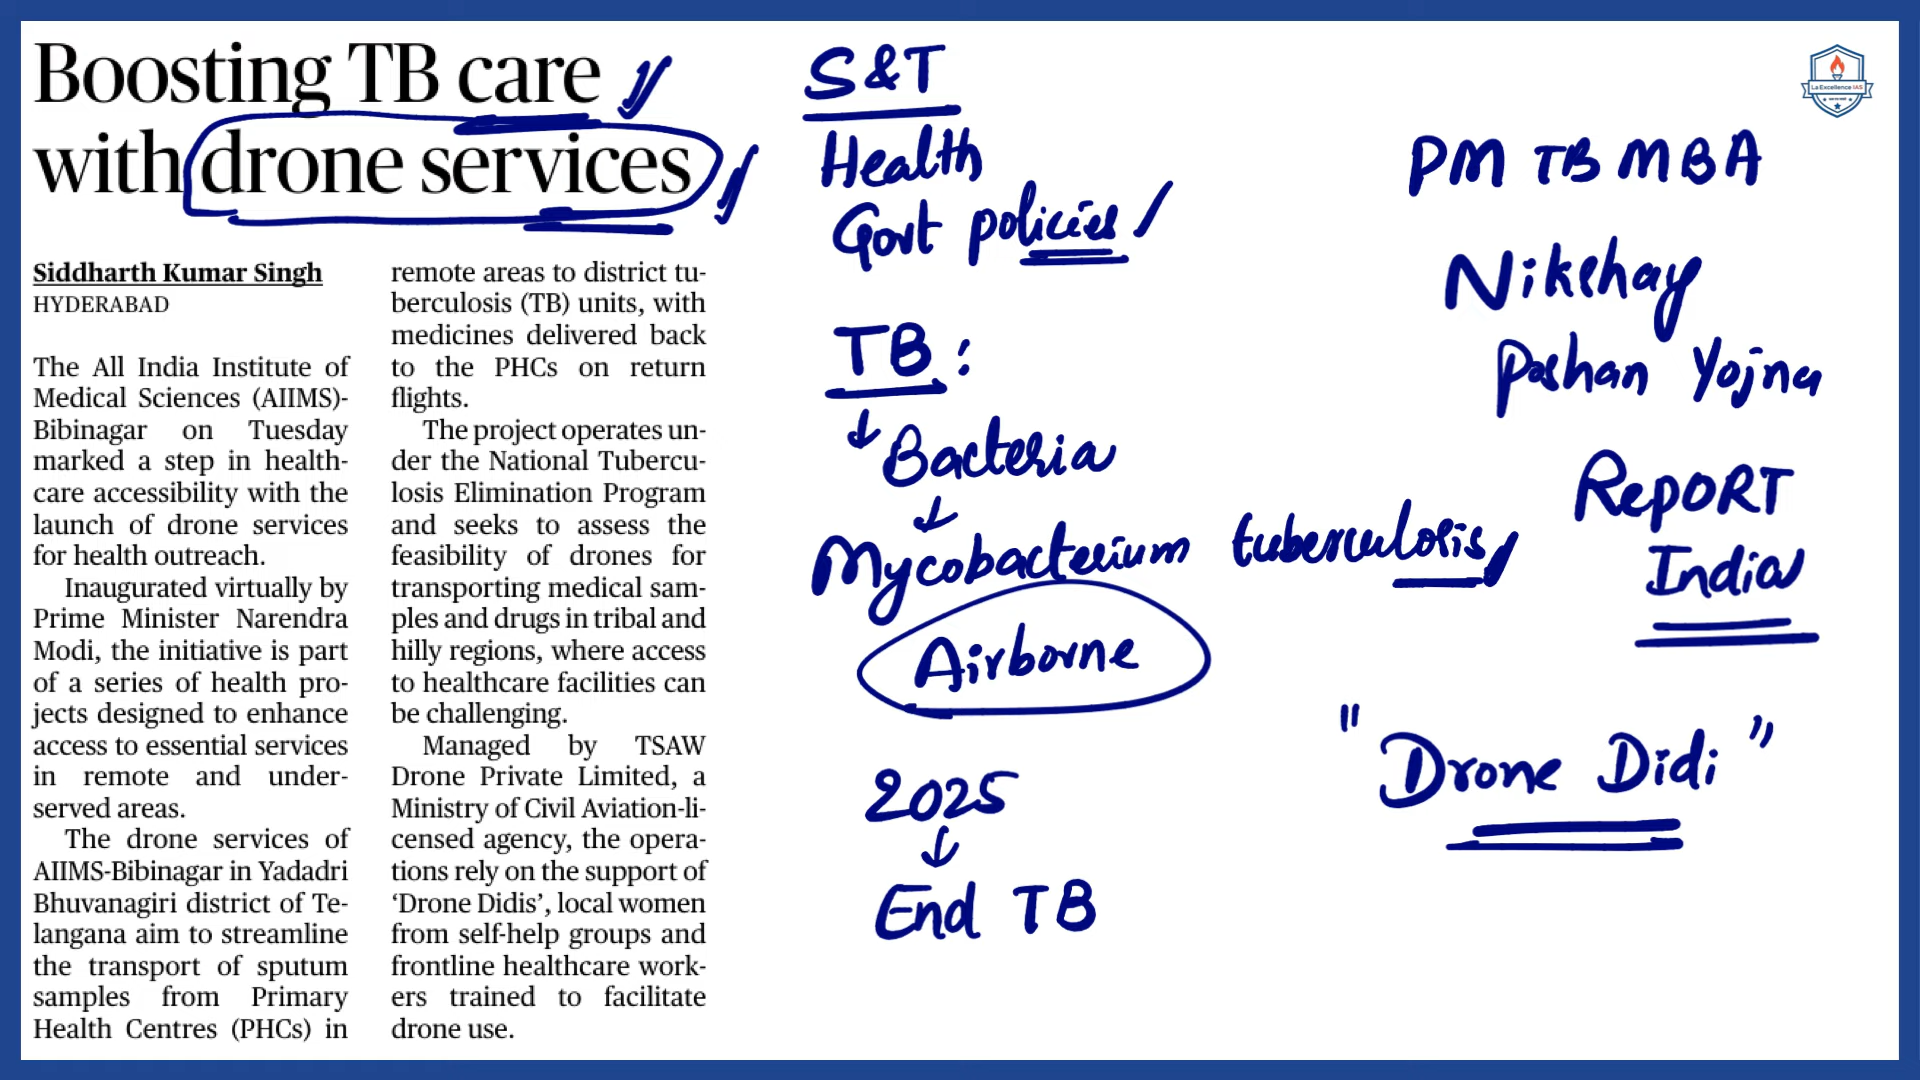 Boosting TB care
with drone services
Siddharth Kumar Singh
HYDERABAD
The All India Institute of
Medical Sciences (AIIMS)-
Bibinagar on Tuesday
marked a step in health-
care accessibility with the
launch of drone services
for health outreach.
Inaugurated virtually by
Prime Minister Narendra
Modi, the initiative is part
of a series of health pro-
jects designed to enhance
access to essential services
in remote and under-
served areas.
The drone services of
AIIMS-Bibinagar in Yadadri
Bhuvanagiri district of Te-
langana aim to streamline
the transport of sputum
samples from Primary
Health Centres (PHCs) in
remote areas to district tu-
berculosis (TB) units, with
medicines delivered back
to the PHCs on return
flights.
The project operates un-
der the National Tubercu-
losis Elimination Program
and seeks to assess the
feasibility of drones for
transporting medical sam-
ples and drugs in tribal and
hilly regions, where access
to healthcare facilities can
be challenging.
Managed by TSAW
Drone Private Limited, a
Ministry of Civil Aviation-li-
censed agency, the opera-
tions rely on the support of
‘Drone Didis’, local women
from self-help groups and
frontline healthcare work-
ers trained to facilitate
drone use.
S&T
Health
Govt policies
TB:
Bacteria
Mycobacterium tuberculosis
Airborne
2025
End TB
PM TB MBA
Nikshay
Poshan Yojna
RePORT
India
"Drone Didi"
La Excellence IAS